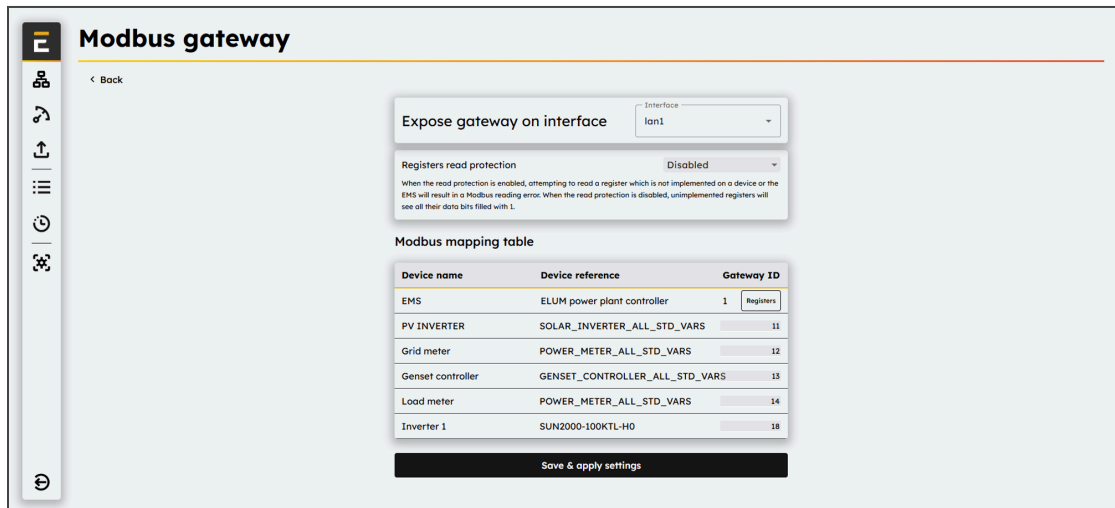 Modbus gateway
< Back
Expose gateway on interface
Interface
lan1
Registers read protection Disabled
When the read protection is enabled, attempting to read a register which is not implemented on a device or the
EMS will result in a Modbus reading error. When the read protection is disabled, unimplemented registers will
see all their data bits filled with 1.
Modbus mapping table
Device name Device reference Gateway ID
EMS ELUM power plant controller 1 Registers
PV INVERTER SOLAR_INVERTER_ALL_STD_VARS 11
Grid meter POWER_METER_ALL_STD_VARS 12
Genset controller GENSET_CONTROLLER_ALL_STD_VARS 13
Load meter POWER_METER_ALL_STD_VARS 14
Inverter 1 SUN2000-100KTL-H0 18
Save & apply settings